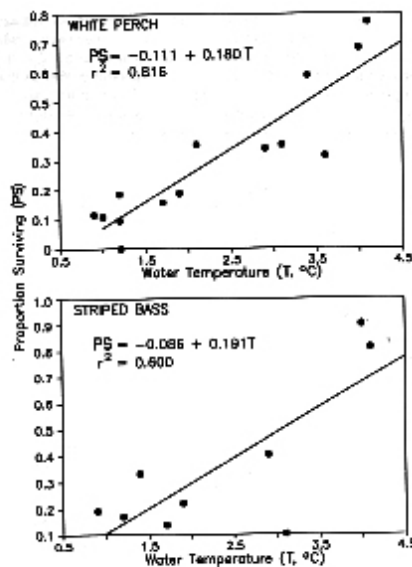 WHITE PERCH
PS = -0.111 + 0.180 T
r² = 0.816
0.8
0.7
0.6
0.5
0.4
0.3
0.2
0.1
0
0.5 1.5 2.5 3.5 4.5
Water Temperature (T, ºC)
Proportion Surviving (PS)
STRIPED BASS
PS = -0.086 + 0.191T
r² = 0.600
1.0
0.9
0.8
0.7
0.6
0.5
0.4
0.3
0.2
0.1
0.5 1.5 2.5 3.5 4.5
Water Temperature (T, ºC)